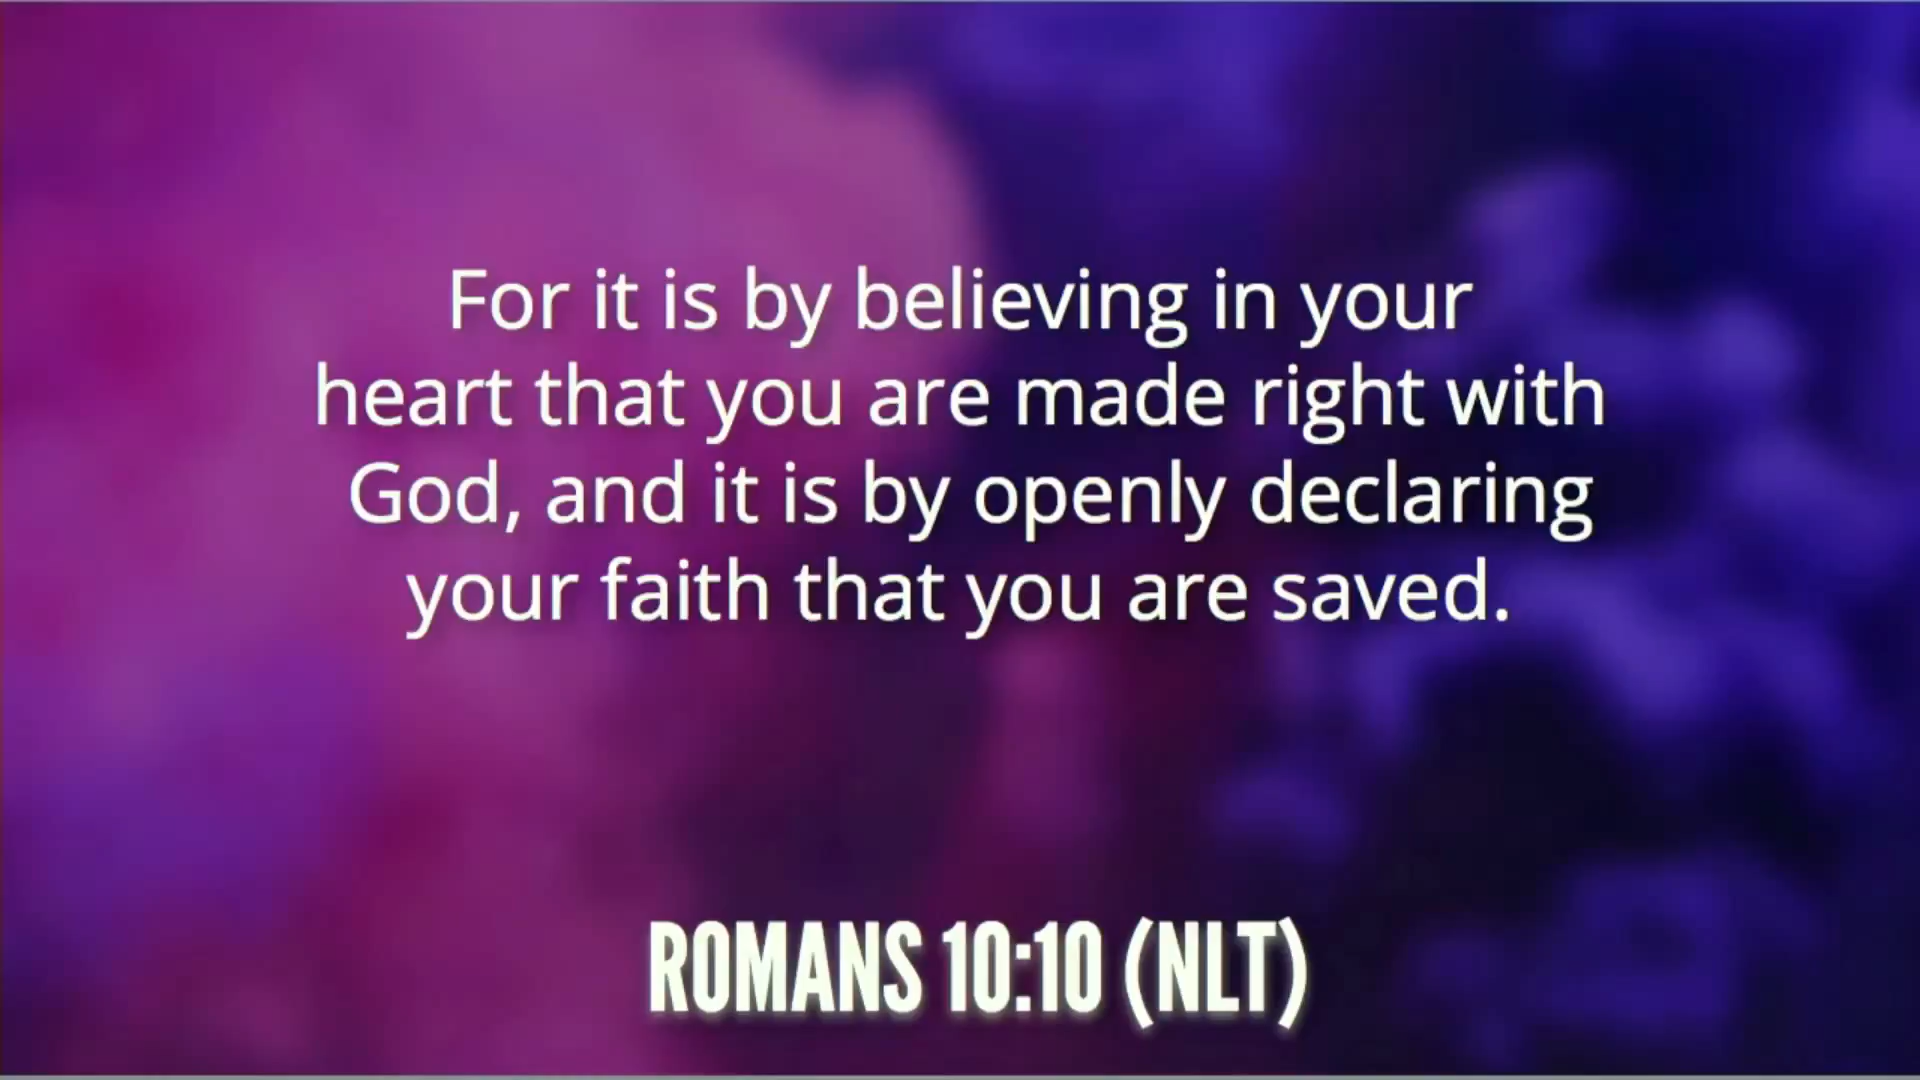 For it is by believing in your
heart that you are made right with
God, and it is by openly declaring
your faith that you are saved.
ROMANS 10:10 (NLT)